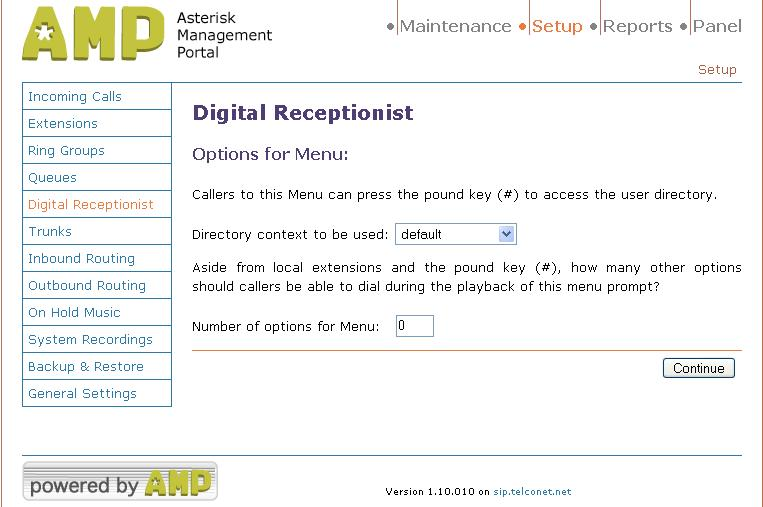 AMP Asterisk
Management
Portal
Maintenance Setup Reports Panel
Setup
Incoming Calls
Extensions
Ring Groups
Queues
Digital Receptionist
Trunks
Inbound Routing
Outbound Routing
On Hold Music
System Recordings
Backup & Restore
General Settings
Digital Receptionist
Options for Menu:
Callers to this Menu can press the pound key (#) to access the user directory.
Directory context to be used: default
Aside from local extensions and the pound key (#), how many other options
should callers be able to dial during the playback of this menu prompt?
Number of options for Menu: 0
Continue
powered by AMP
Version 1.10.010 on sip.telconet.net